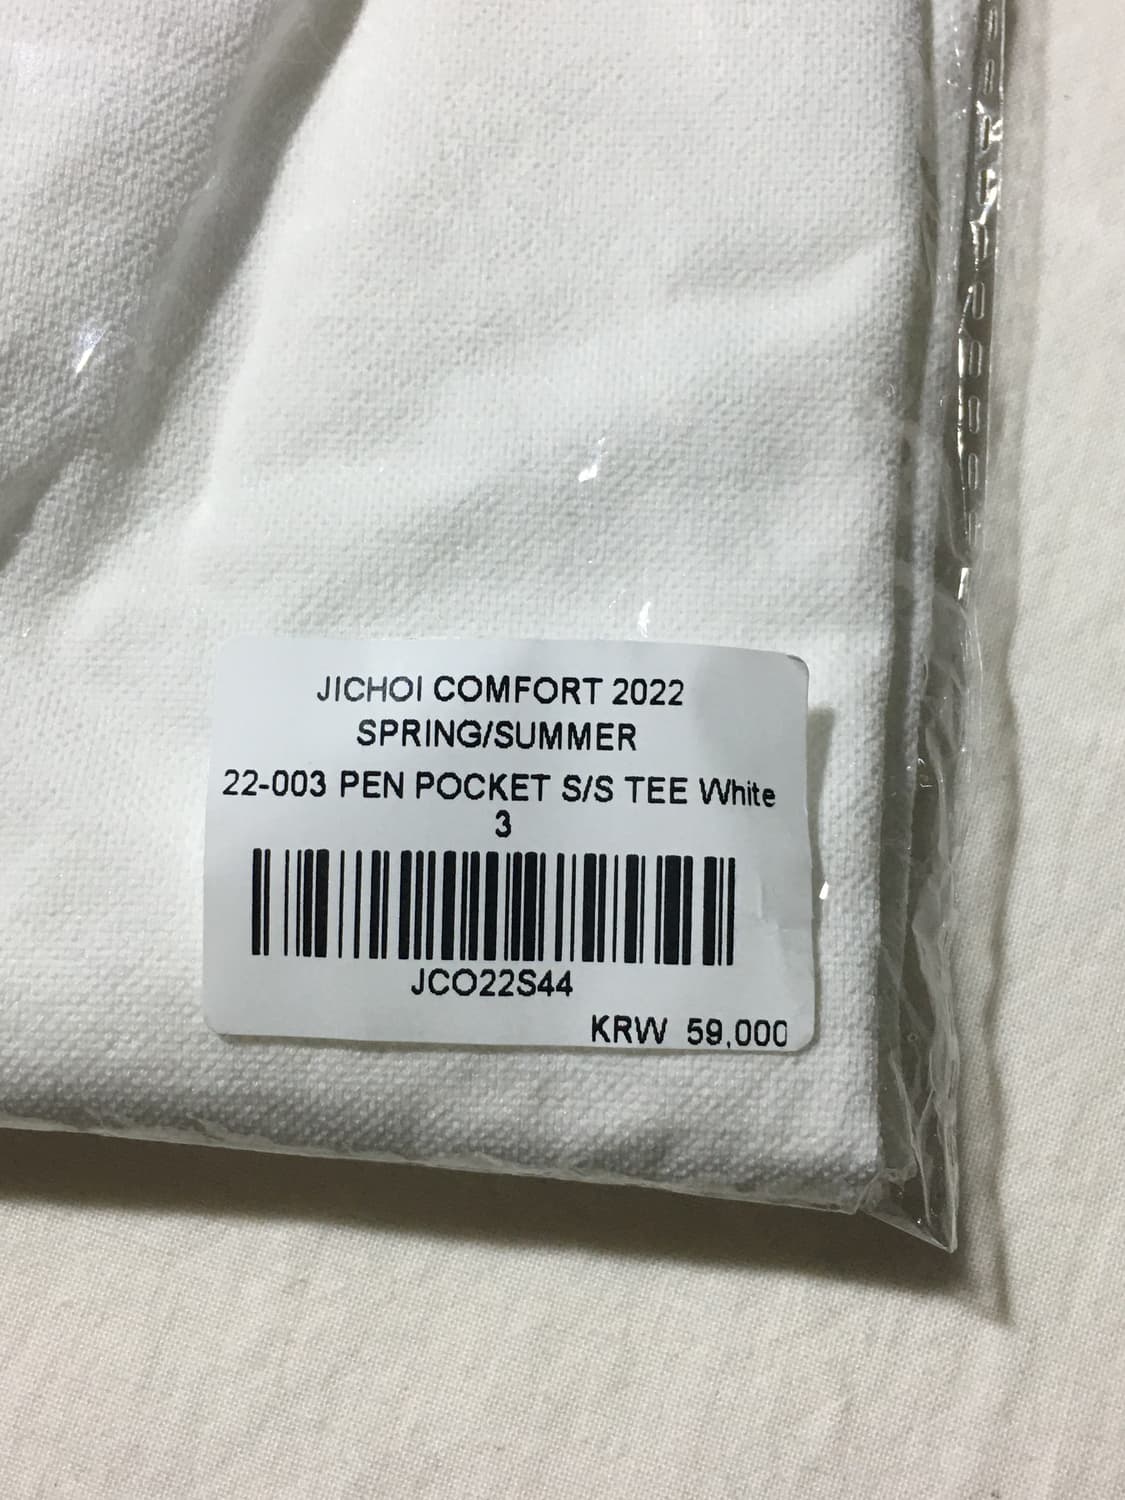 JICHOI COMFORT 2022
SPRING/SUMMER
22-003 PEN POCKET S/S TEE White
3
JCO22S44
KRW 59,000